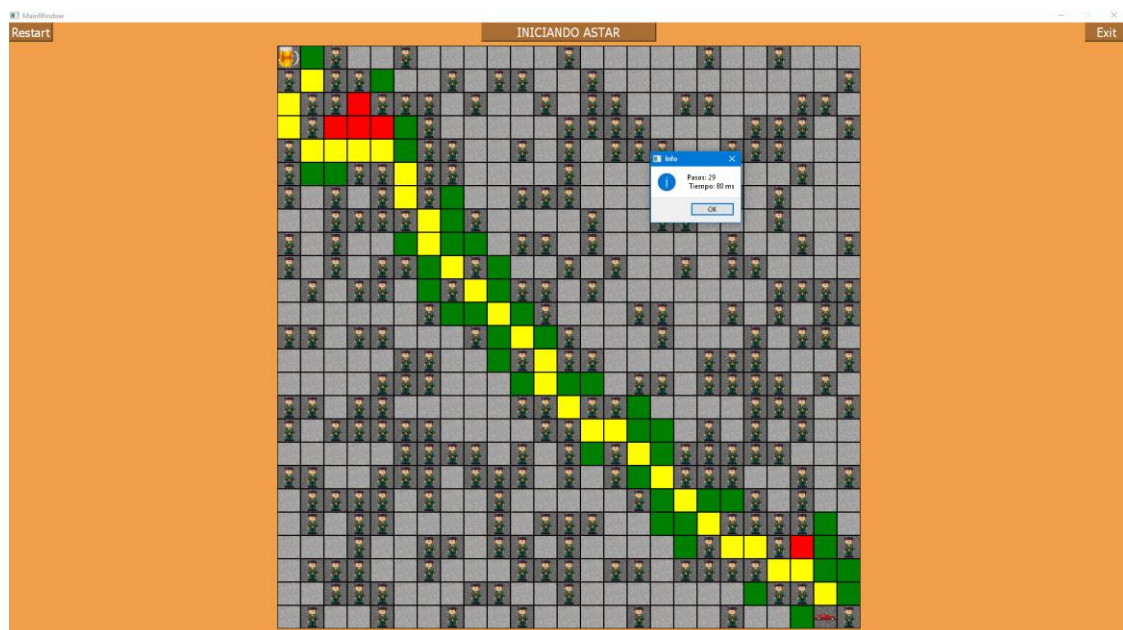 MainWindow
Restart
INICIANDO ASTAR
Exit
Info
Pasos: 29
Tiempo: 80 ms
OK